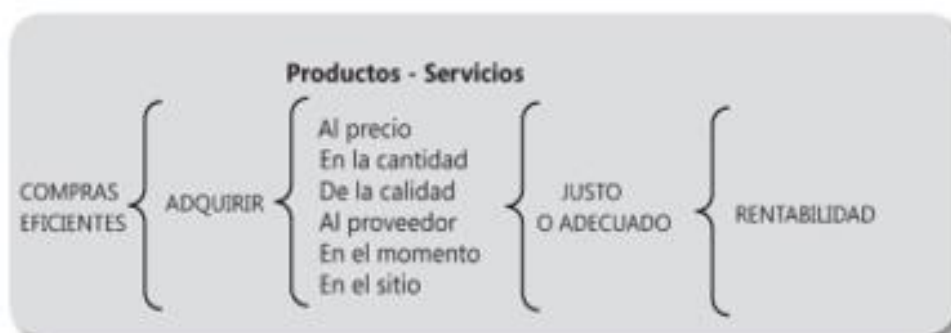 Productos - Servicios
COMPRAS
EFICIENTES
ADQUIRIR
Al precio
En la cantidad
De la calidad
Al proveedor
En el momento
En el sitio
JUSTO
O ADECUADO
RENTABILIDAD